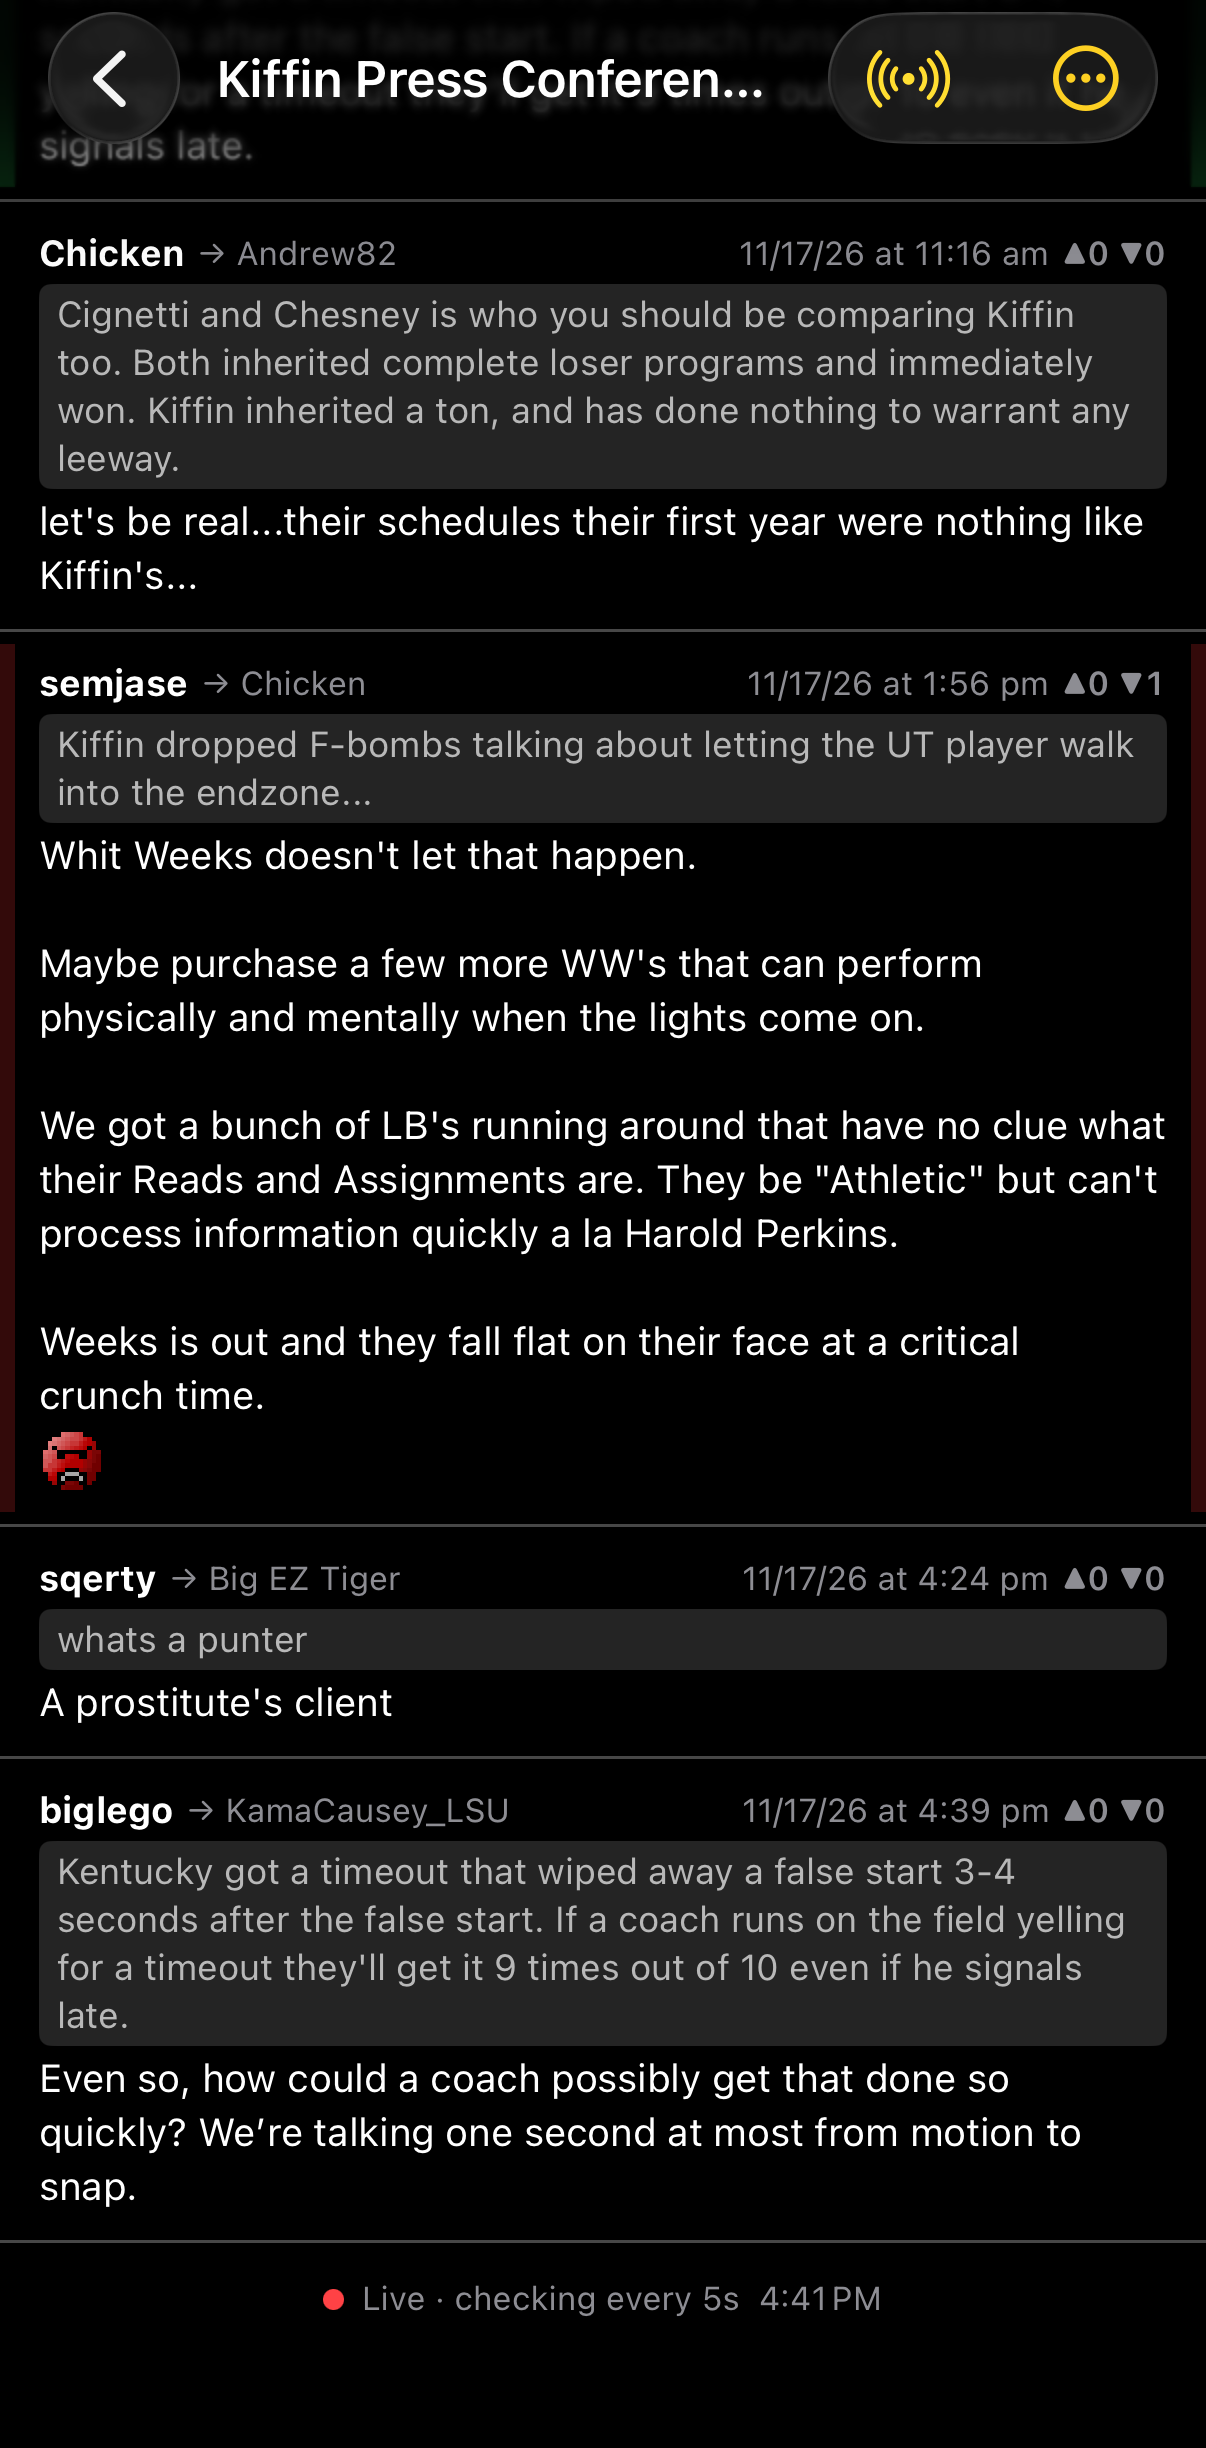 Kiffin Press Conferen...
signals late.
Chicken → Andrew82 11/17/26 at 11:16 am ▲0 ▼0
Cignetti and Chesney is who you should be comparing Kiffin
too. Both inherited complete loser programs and immediately
won. Kiffin inherited a ton, and has done nothing to warrant any
leeway.
let's be real...their schedules their first year were nothing like
Kiffin's...
semjase → Chicken 11/17/26 at 1:56 pm ▲0 ▼1
Kiffin dropped F-bombs talking about letting the UT player walk
into the endzone...
Whit Weeks doesn't let that happen.
Maybe purchase a few more WW's that can perform
physically and mentally when the lights come on.
We got a bunch of LB's running around that have no clue what
their Reads and Assignments are. They be "Athletic" but can't
process information quickly a la Harold Perkins.
Weeks is out and they fall flat on their face at a critical
crunch time.
sqerty → Big EZ Tiger 11/17/26 at 4:24 pm ▲0 ▼0
whats a punter
A prostitute's client
biglego → KamaCausey_LSU 11/17/26 at 4:39 pm ▲0 ▼0
Kentucky got a timeout that wiped away a false start 3-4
seconds after the false start. If a coach runs on the field yelling
for a timeout they'll get it 9 times out of 10 even if he signals
late.
Even so, how could a coach possibly get that done so
quickly? We’re talking one second at most from motion to
snap.
Live · checking every 5s 4:41 PM